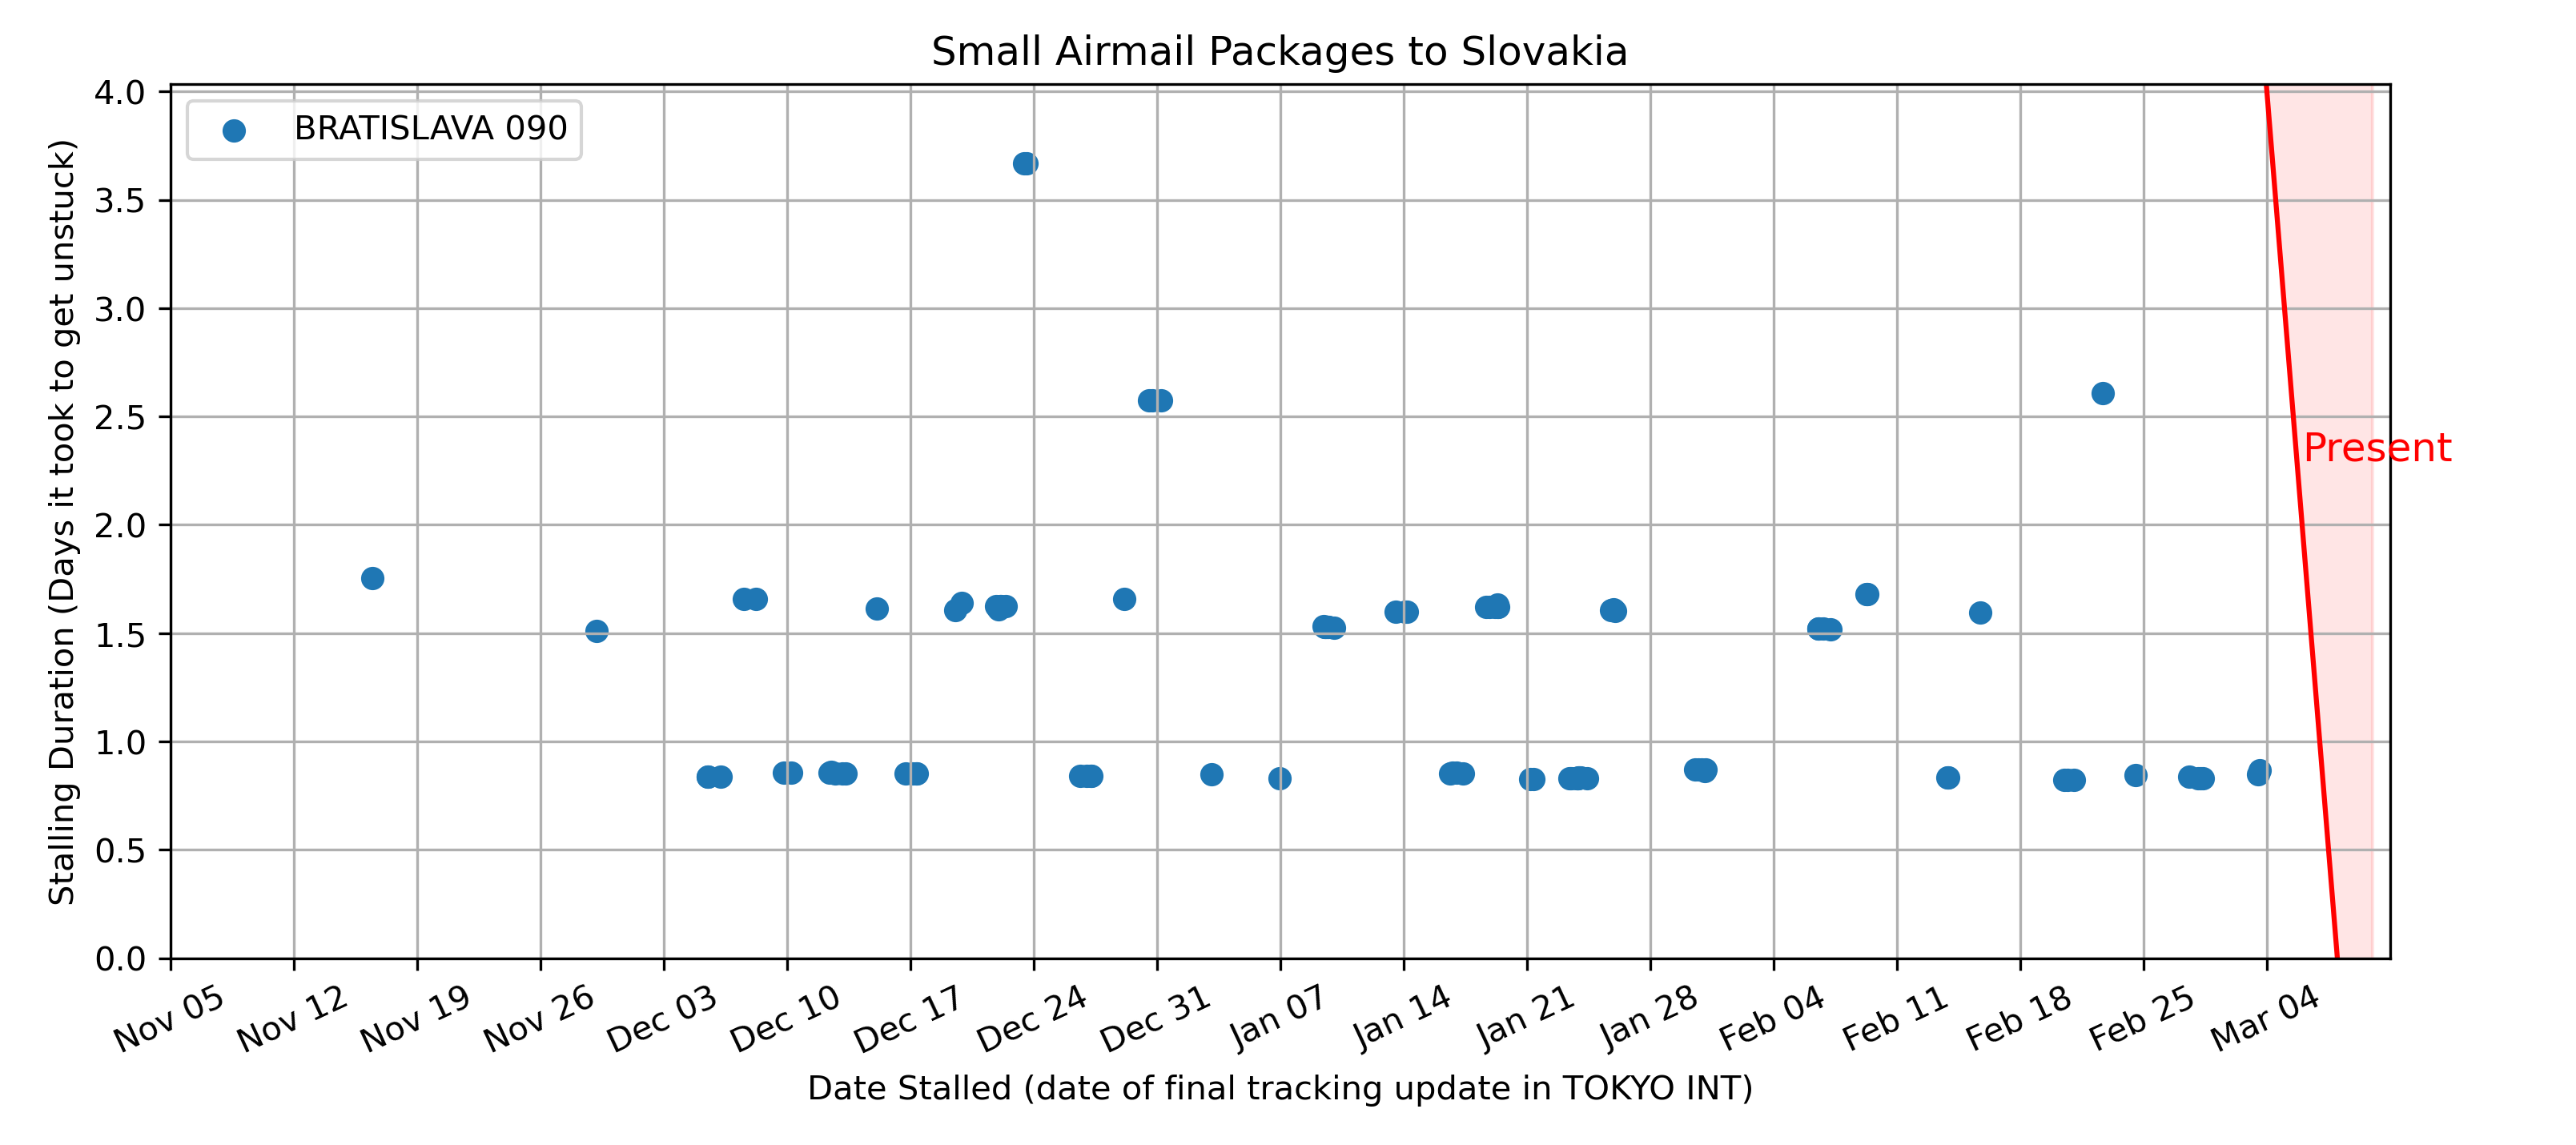 Small Airmail Packages to Slovakia
BRATISLAVA 090
Stalling Duration (Days it took to get unstuck)
4.0
3.5
3.0
2.5
2.0
1.5
1.0
0.5
0.0
Present
Nov 05 Nov 12 Nov 19 Nov 26 Dec 03 Dec 10 Dec 17 Dec 24 Dec 31 Jan 07 Jan 14 Jan 21 Jan 28 Feb 04 Feb 11 Feb 18 Feb 25 Mar 04
Date Stalled (date of final tracking update in TOKYO INT)